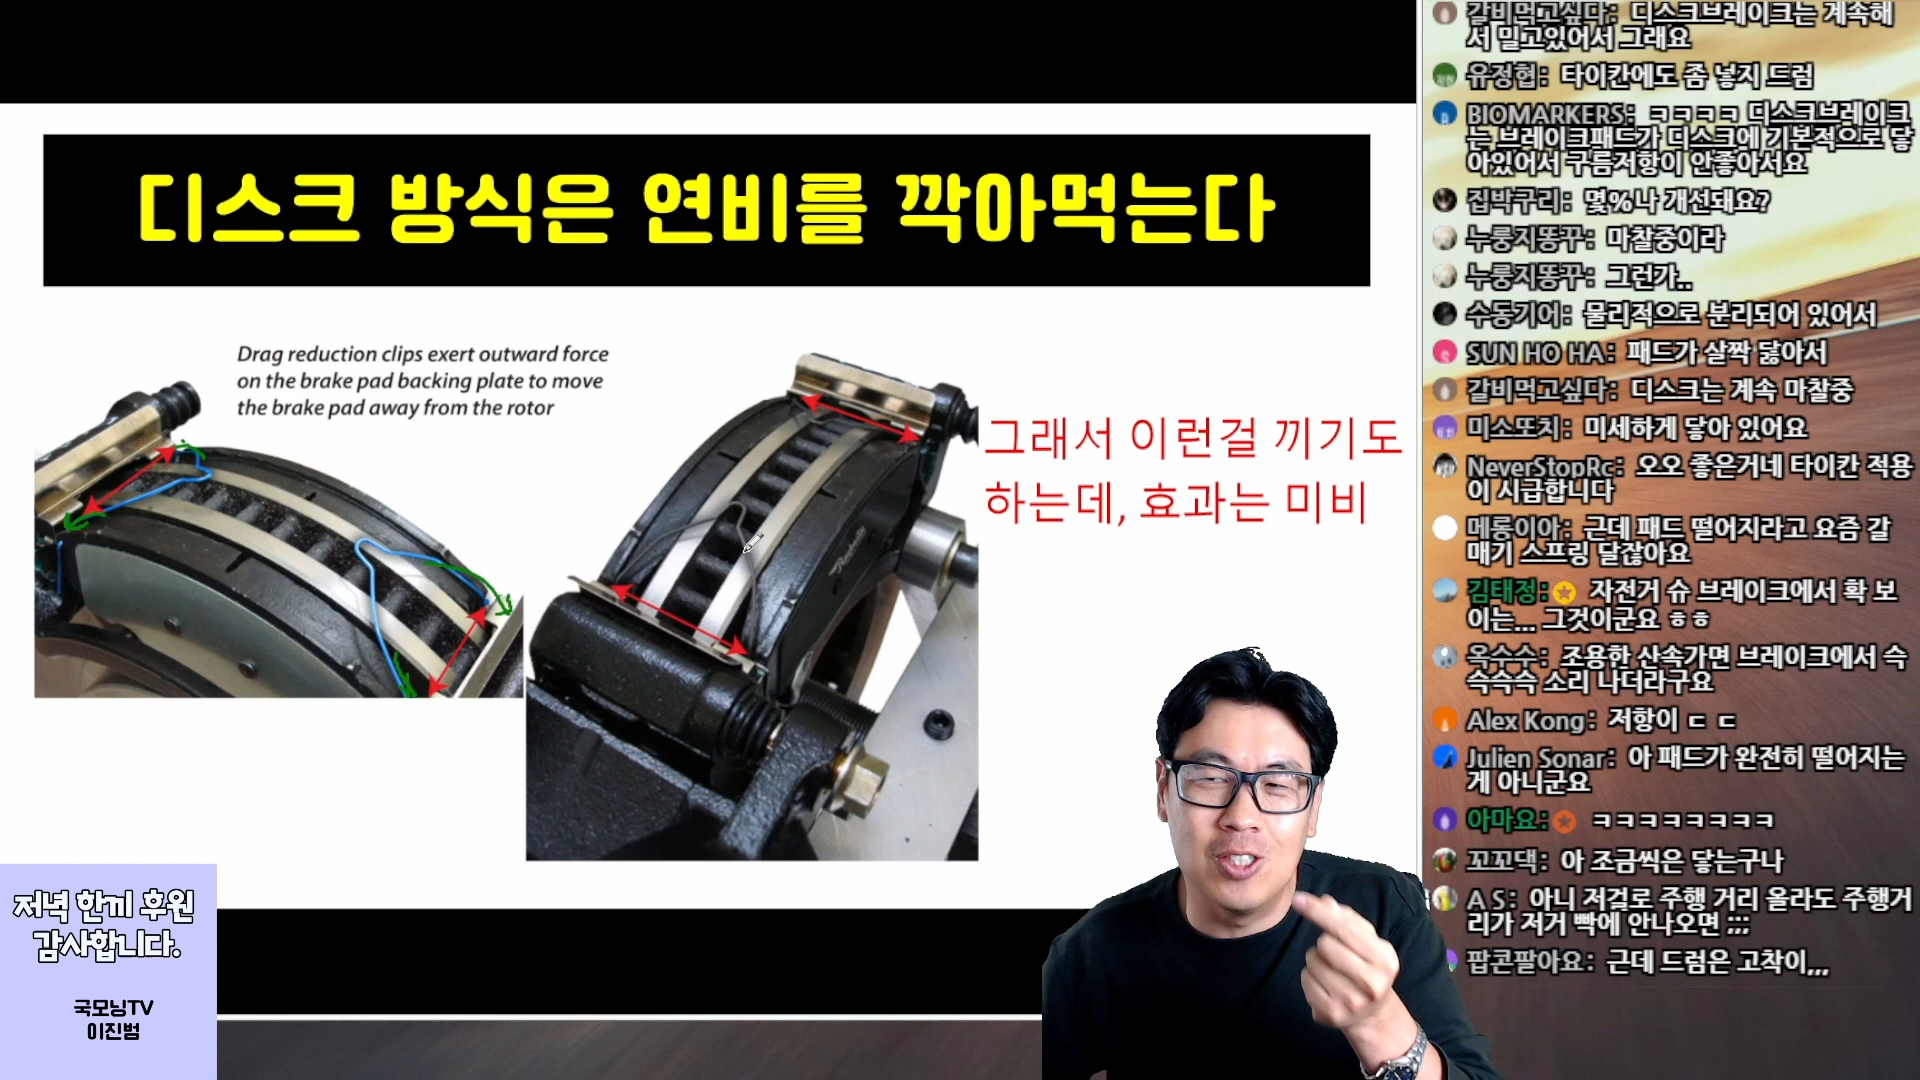 디스크 방식은 연비를 깍아먹는다
Drag reduction clips exert outward force
on the brake pad backing plate to move
the brake pad away from the rotor
그래서 이런걸 끼기도
하는데, 효과는 미비
저녁 한끼 후원
감사합니다.
국모닝TV
이진범
갈비먹고싶다: 디스크브레이크는 계속해
서 밀고있어서 그래요
유정협: 타이칸에도 좀 넣지 드럼
BIOMARKERS: ㅋㅋㅋㅋ 디스크브레이크
는 브레이크패드가 디스크에 기본적으로 닿
아있어서 구름저항이 안좋아서요
집박구리: 몇%나 개선돼요?
누룽지똥꾸: 마찰중이라
누룽지똥꾸: 그런가..
수동기어: 물리적으로 분리되어 있어서
SUN HO HA: 패드가 살짝 닳아서
갈비먹고싶다: 디스크는 계속 마찰중
미소또치: 미세하게 닿아 있어요
NeverStopRc: 오오 좋은거네 타이칸 적용
이 시급합니다
메롱이아: 근데 패드 떨어지라고 요즘 갈
매기 스프링 달잖아요
김태정: 자전거 슈 브레이크에서 확 보
이는... 그것이군요 ㅎㅎ
옥수수: 조용한 산속가면 브레이크에서 슥
슥슥슥 소리 나더라구요
Alex Kong: 저항이 ㄷ ㄷ
Julien Sonar: 아 패드가 완전히 떨어지는
게 아니군요
아마요: ㅋㅋㅋㅋㅋㅋㅋㅋ
꼬꼬댁: 아 조금씩은 닿는구나
A S: 아니 저걸로 주행 거리 올라도 주행거
리가 저거 빡에 안나오면 ;;;
팝콘팔아요: 근데 드럼은 고착이,,,